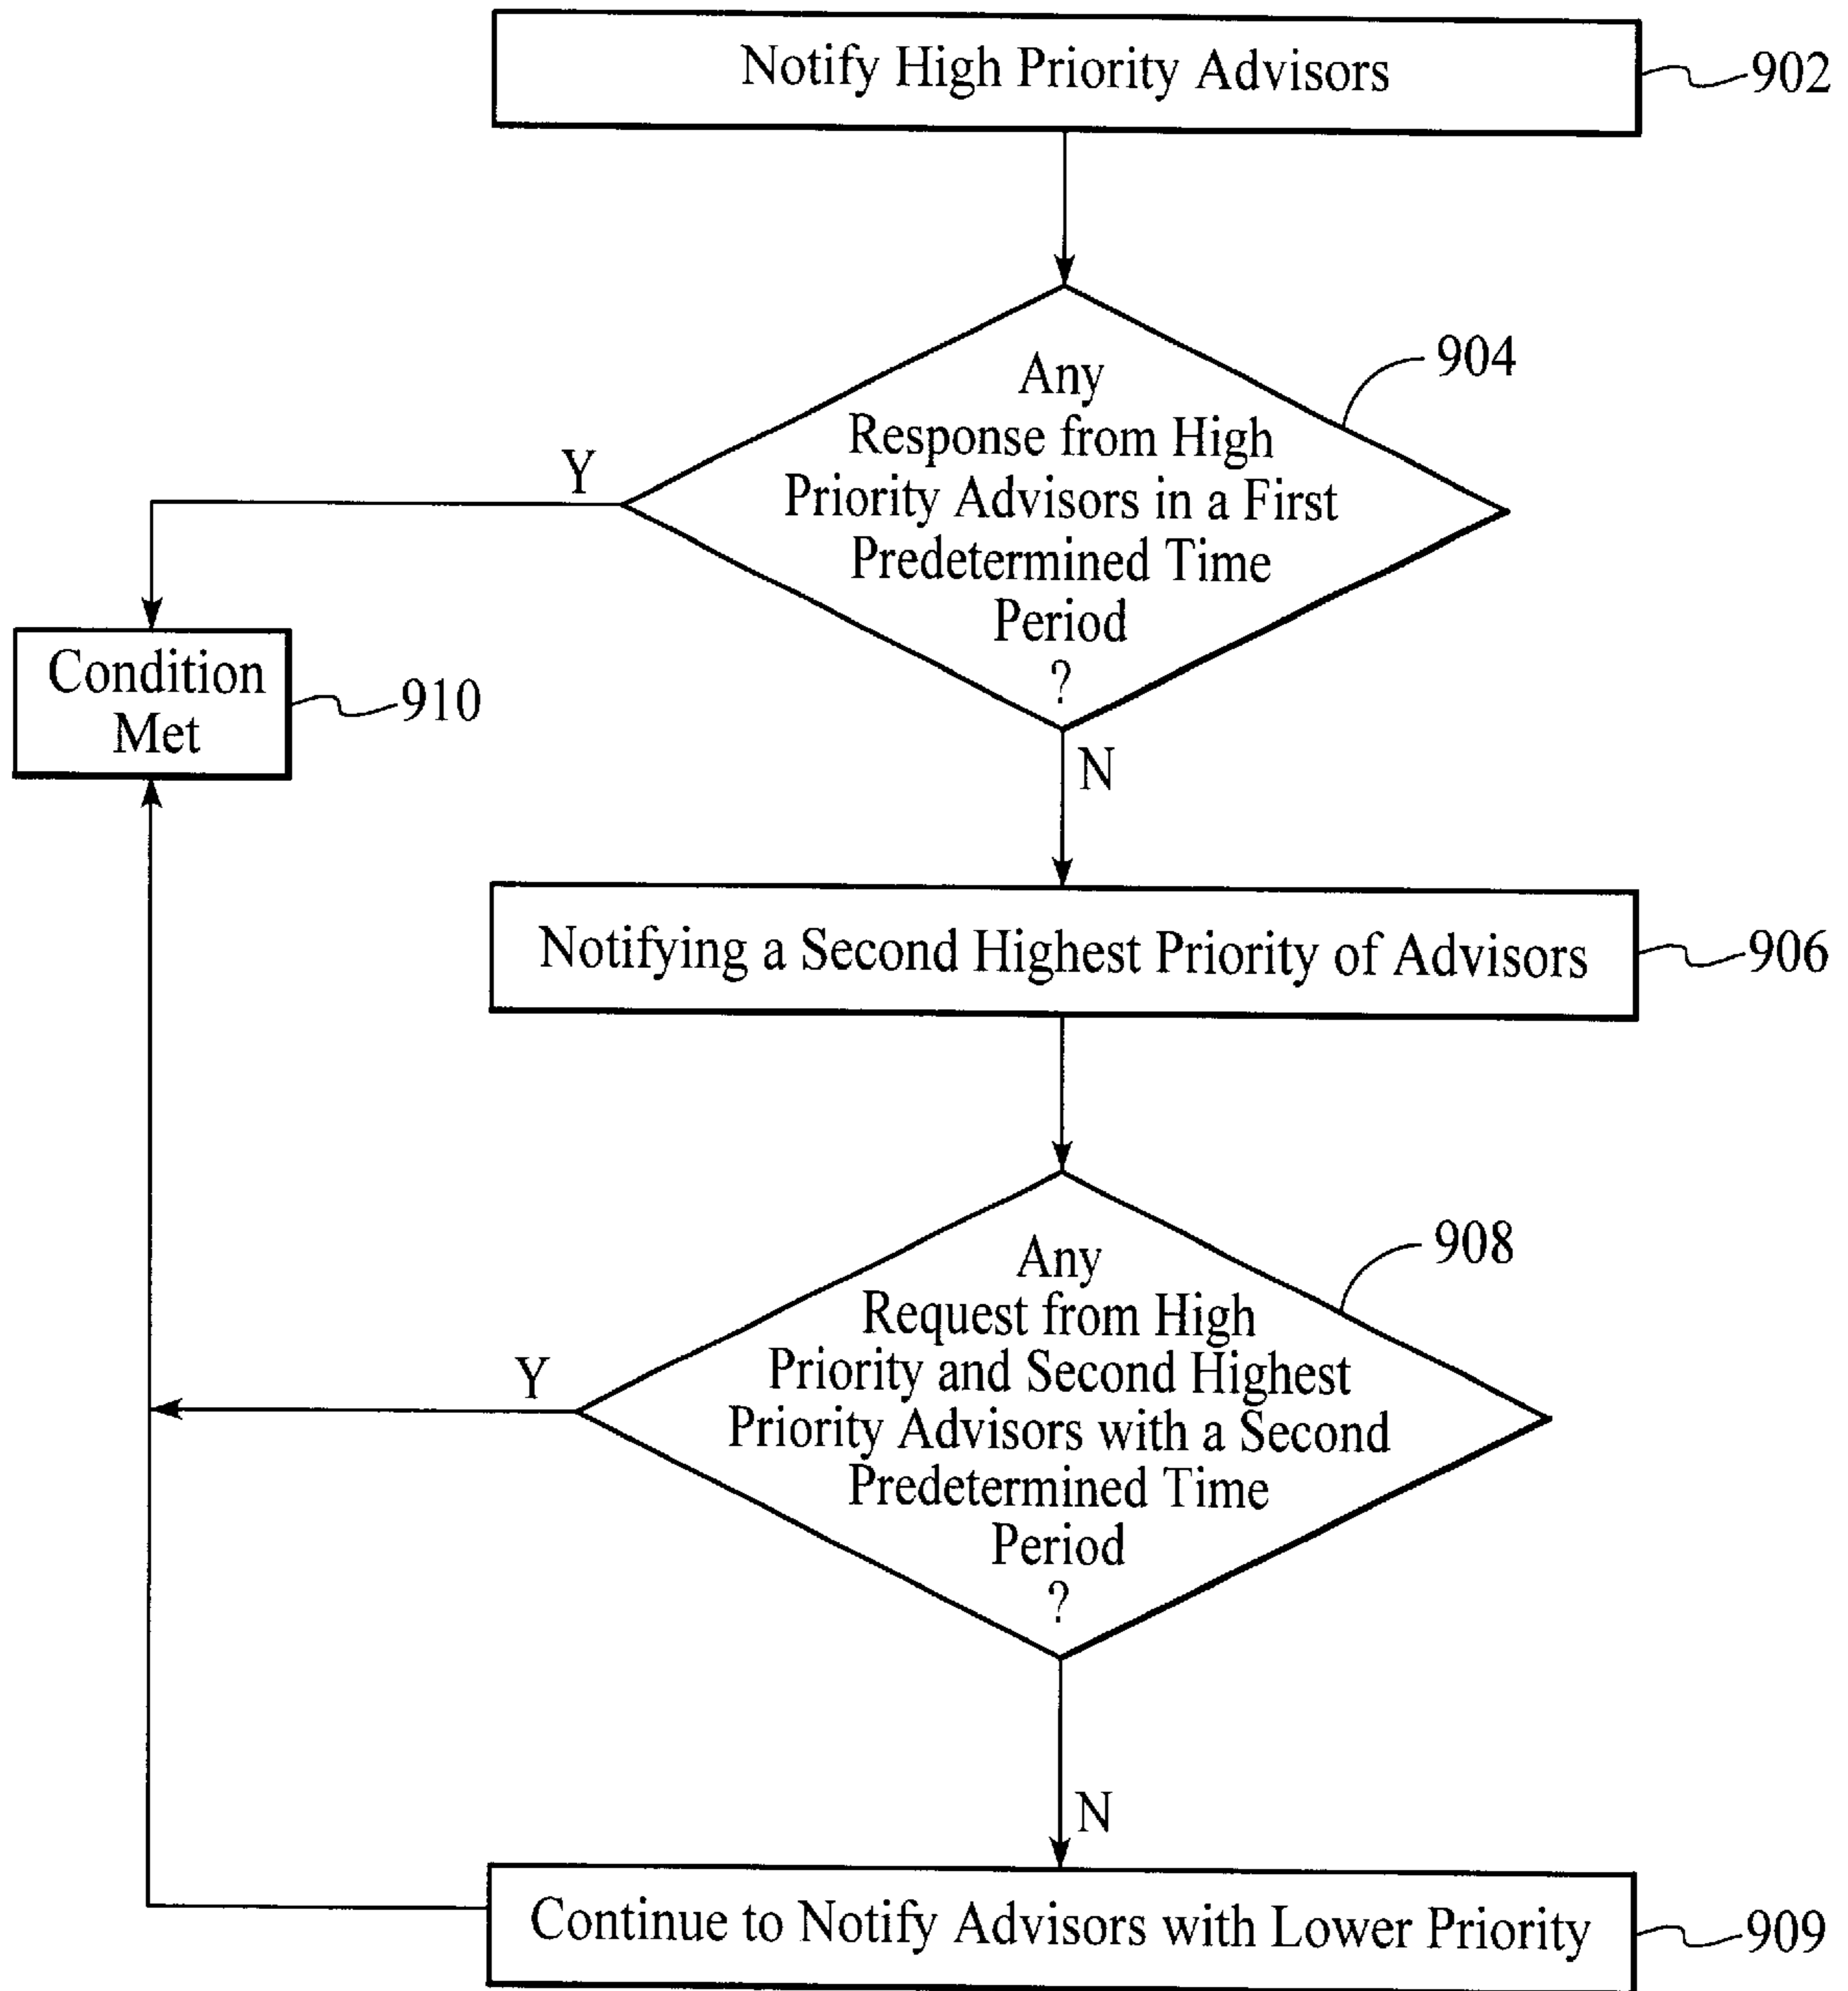 Notify High Priority Advisors
902
Any
Response from High
Priority Advisors in a First
Predetermined Time
Period
?
904
Y
Condition
Met
910
N
Notifying a Second Highest Priority of Advisors
906
Any
Request from High
Priority and Second Highest
Priority Advisors with a Second
Predetermined Time
Period
?
908
Y
N
Continue to Notify Advisors with Lower Priority
909